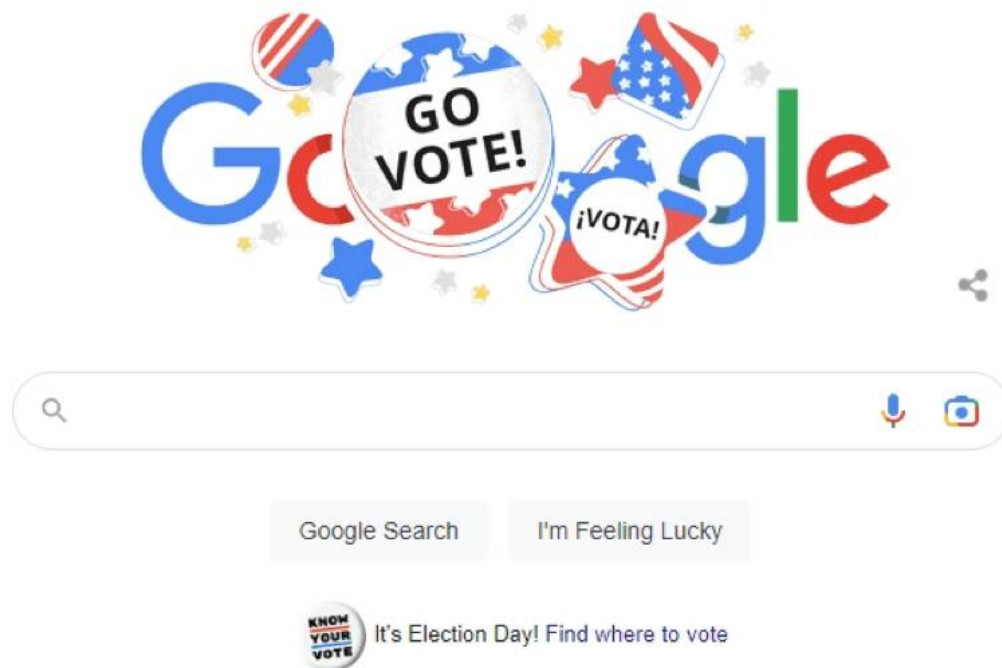 Google
GO
VOTE!
¡VOTA!
Google Search
I'm Feeling Lucky
KNOW
YOUR
VOTE
It's Election Day! Find where to vote